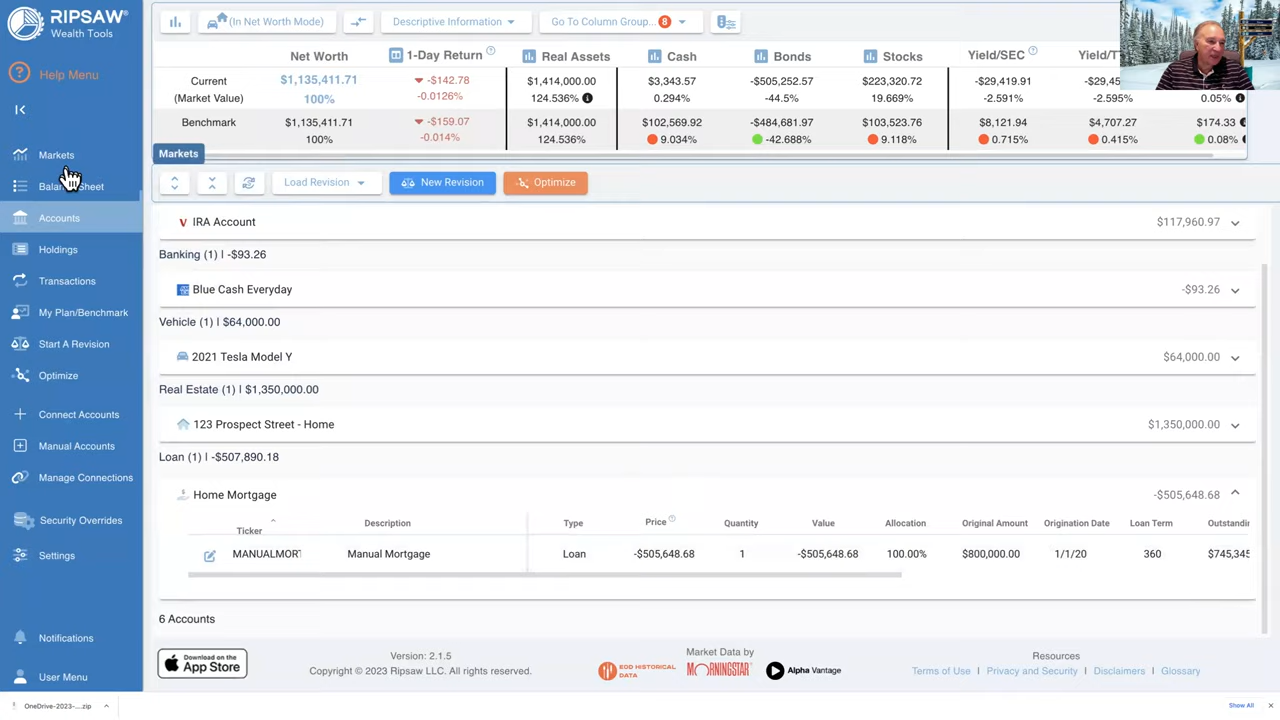 RIPSAW
Wealth Tools
Help Menu
Markets
Balance Sheet
Accounts
Holdings
Transactions
My Plan/Benchmark
Start A Revision
Optimize
Connect Accounts
Manual Accounts
Manage Connections
Security Overrides
Settings
Notifications
User Menu
(In Net Worth Mode) Descriptive Information Go To Column Group... 8
Net Worth 1-Day Return Real Assets Cash Bonds Stocks Yield/SEC
Current $1,135,411.71 -$142.78 $1,414,000.00 $3,343.57 -$505,252.57 $223,320.72 -$29,419.91
(Market Value) 100% -0.0126% 124.536% 0.294% -44.5% 19.669% -2.591% -2.595% 0.05%
Benchmark $1,135,411.71 -$159.07 $1,414,000.00 $102,569.92 -$484,681.97 $103,523.76 $8,121.94 $4,707.27 $174.33
100% -0.014% 124.536% 9.034% -42.688% 9.118% 0.715% 0.415% 0.08%
Markets
Load Revision New Revision Optimize
V IRA Account $117,960.97
Banking (1) | -$93.26
Blue Cash Everyday -$93.26
Vehicle (1) | $64,000.00
2021 Tesla Model Y $64,000.00
Real Estate (1) | $1,350,000.00
123 Prospect Street - Home $1,350,000.00
Loan (1) | -$507,890.18
Home Mortgage -$505,648.68
Ticker Description Type Price Quantity Value Allocation Original Amount Origination Date Loan Term
MANUALMOR Manual Mortgage Loan -$505,648.68 1 -$505,648.68 100.00% $800,000.00 1/1/20 360 $745,345
6 Accounts
Download on the
App Store
Version: 2.1.5
Copyright © 2023 Ripsaw LLC. All rights reserved.
Market Data by
EOD HISTORICAL
DATA
MORNINGSTAR
Alpha Vantage
Resources
Terms of Use | Privacy and Security | Disclaimers | Glossary
OneDrive-2023-....zip
Show All